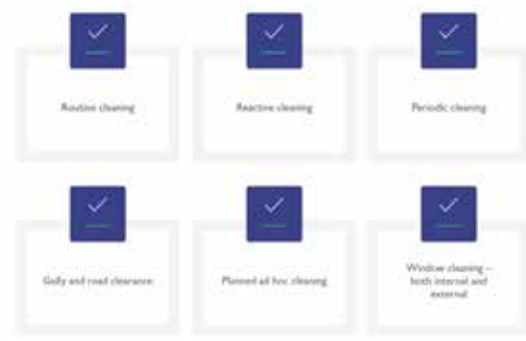 Routine cleaning
Reactive cleaning
Periodic cleaning
Gully and road clearance
Planned ad hoc cleaning
Window cleaning –
both internal and
external